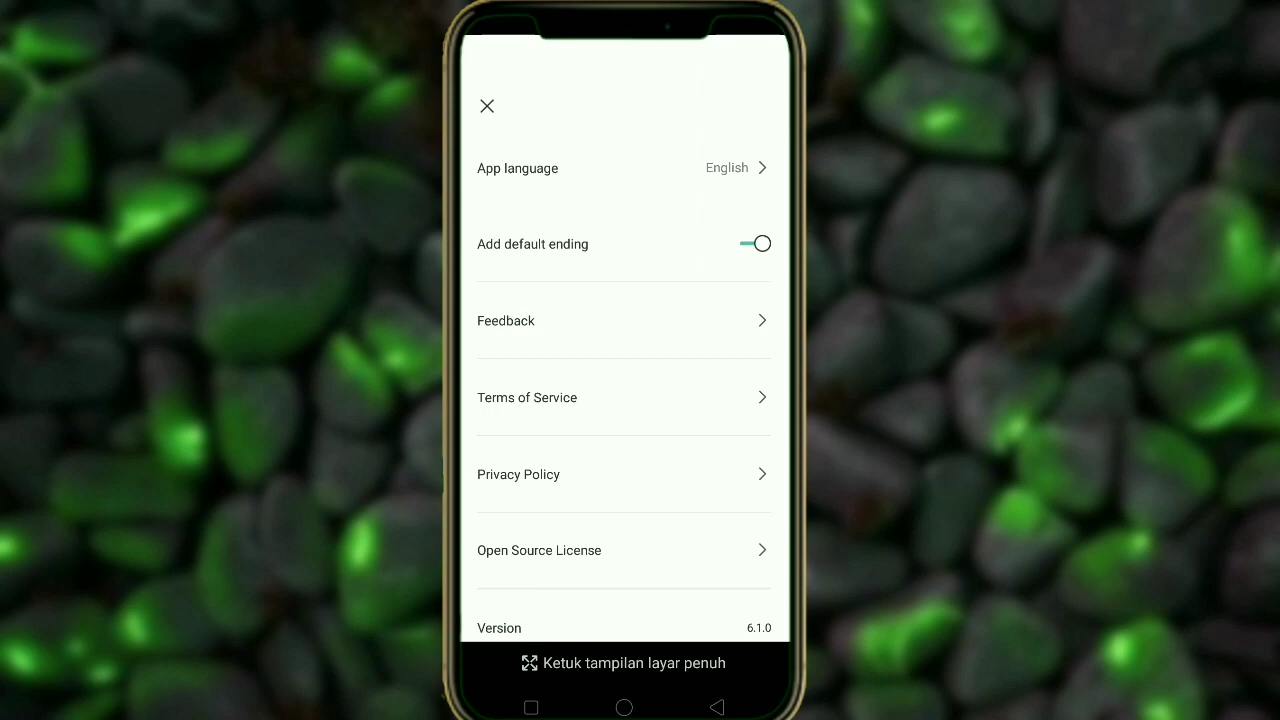 App language English
Add default ending
Feedback
Terms of Service
Privacy Policy
Open Source License
Version 6.1.0
Ketuk tampilan layar penuh